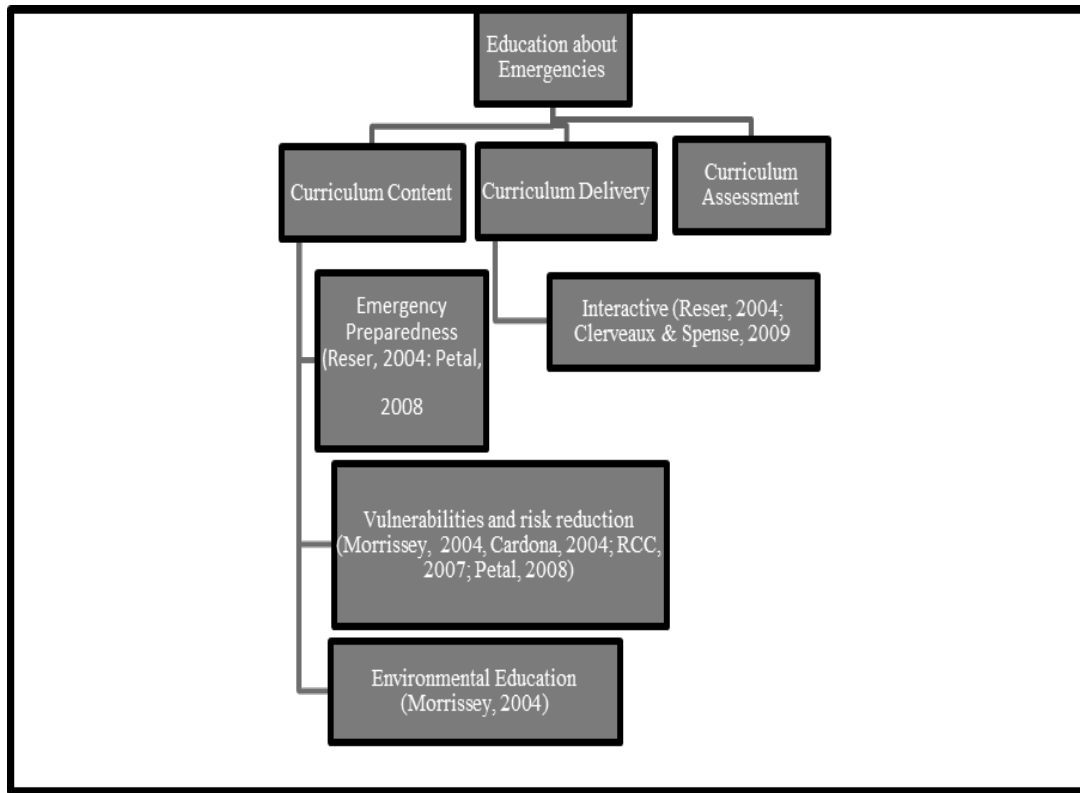 Education about
Emergencies
Curriculum Content
Curriculum Delivery
Curriculum
Assessment
Emergency
Preparedness
(Reser, 2004: Petal,
2008
Interactive (Reser, 2004;
Clerveaux & Spense, 2009
Vulnerabilities and risk reduction
(Morrissey, 2004, Cardona, 2004; RCC,
2007; Petal, 2008)
Environmental Education
(Morrissey, 2004)